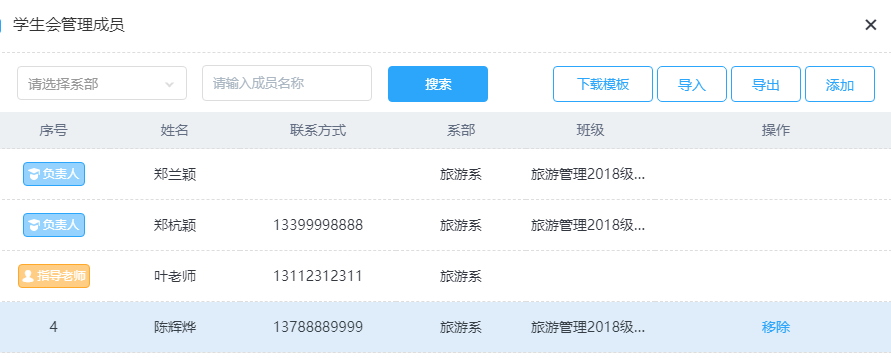 学生会管理成员
请选择系部 请输入成员名称 搜索 下载模板 导入 导出 添加
序号 姓名 联系方式 系部 班级 操作
负责人 郑兰颖 旅游系 旅游管理2018级...
负责人 郑杭颖 13399998888 旅游系 旅游管理2018级...
指导老师 叶老师 13112312311 旅游系
4 陈辉烨 13788889999 旅游系 旅游管理2018级... 移除